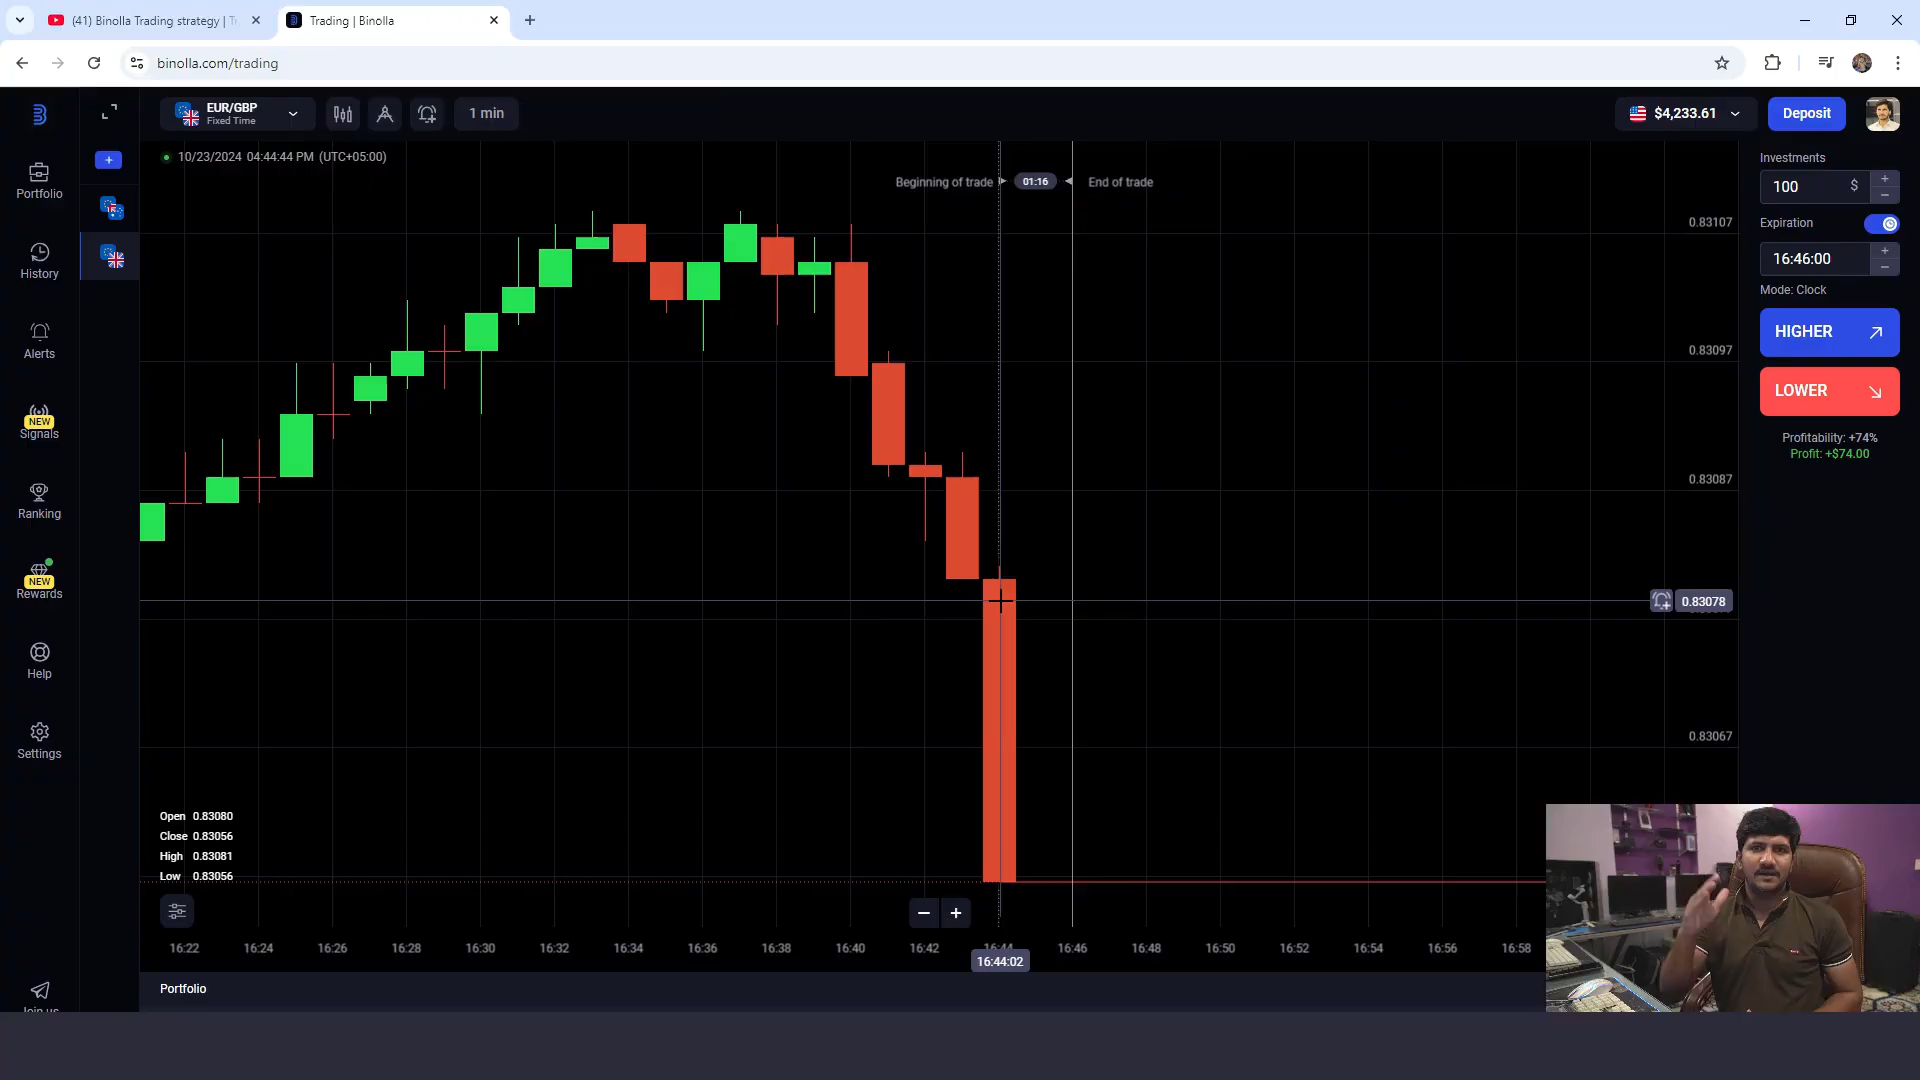 (41) Binolla Trading strategy | T
Trading | Binolla
binolla.com/trading
EUR/GBP
Fixed Time
1 min
$4,233.61
Deposit
10/23/2024 04:44:44 PM (UTC+05:00)
Beginning of trade
01:16
End of trade
Portfolio
History
Alerts
NEW
Signals
Ranking
NEW
Rewards
Help
Settings
Join us
0.83107
0.83097
0.83087
0.83078
0.83067
Investments
100 $
Expiration
16:46:00
Mode: Clock
HIGHER
LOWER
Profitability: +74%
Profit: +$74.00
Open 0.83080
Close 0.83056
High 0.83081
Low 0.83056
16:22 16:24 16:26 16:28 16:30 16:32 16:34 16:36 16:38 16:40 16:42 16:44 16:46 16:48 16:50 16:52 16:54 16:56 16:58
16:44:02
Portfolio